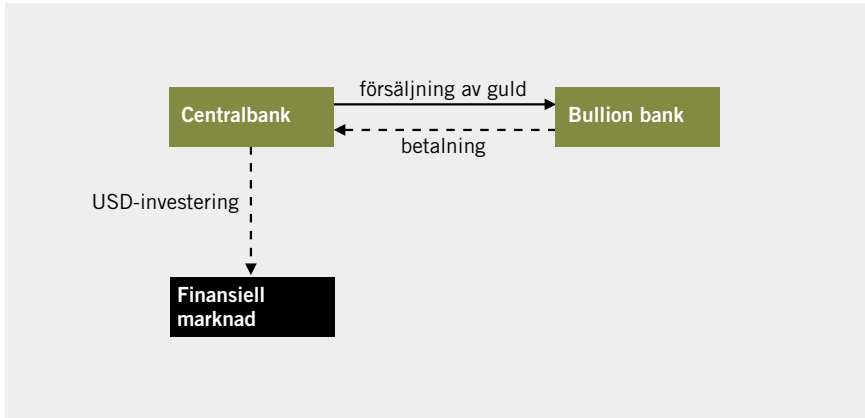 försäljning av guld
Centralbank
Bullion bank
betalning
USD-investering
Finansiell
marknad